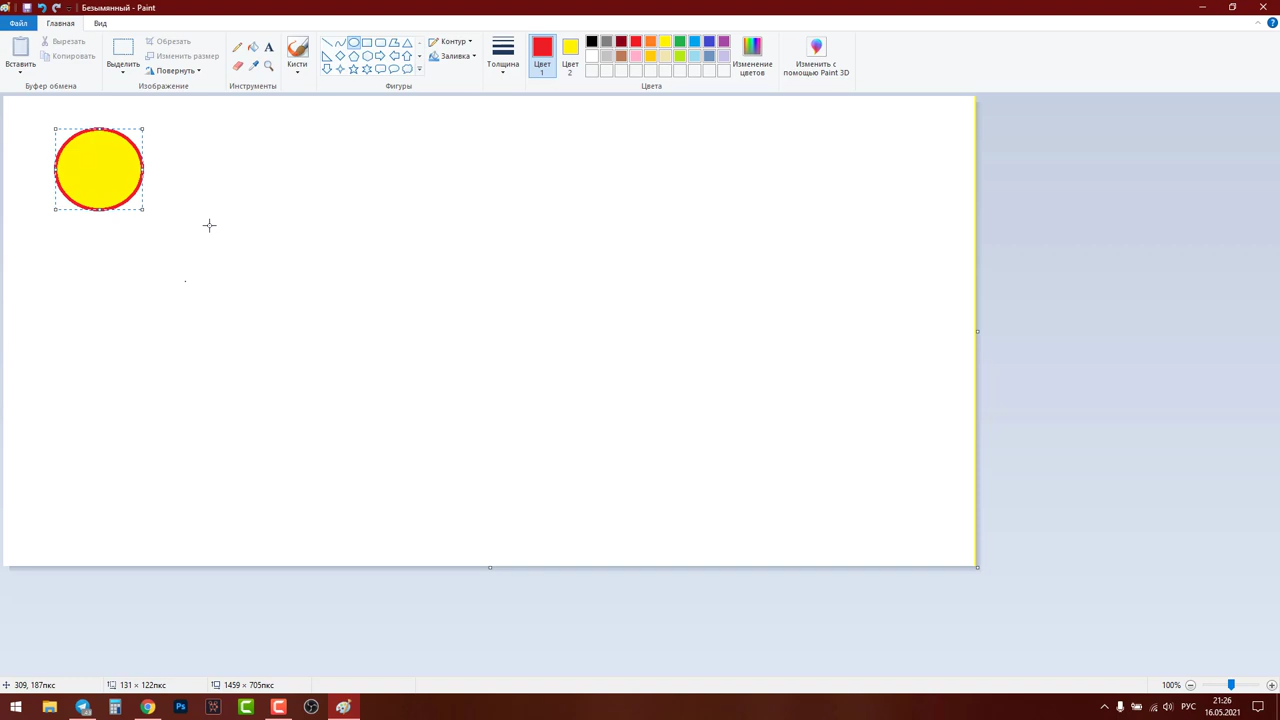 Безымянный - Paint
Файл Главная Вид
Вставить
Вырезать
Копировать
Буфер обмена
Выделить
Обрезать
Изменить размер
Повернуть
Изображение
A
Инструменты
Кисти
Контур
Заливка
Фигуры
Толщина
Цвет 1
Цвет 2
Изменение цветов
Цвета
Изменить с помощью Paint 3D
309, 187пкс 131 × 122пкс 1459 × 705пкс 100%
Ps РУС 21:26
16.05.2021